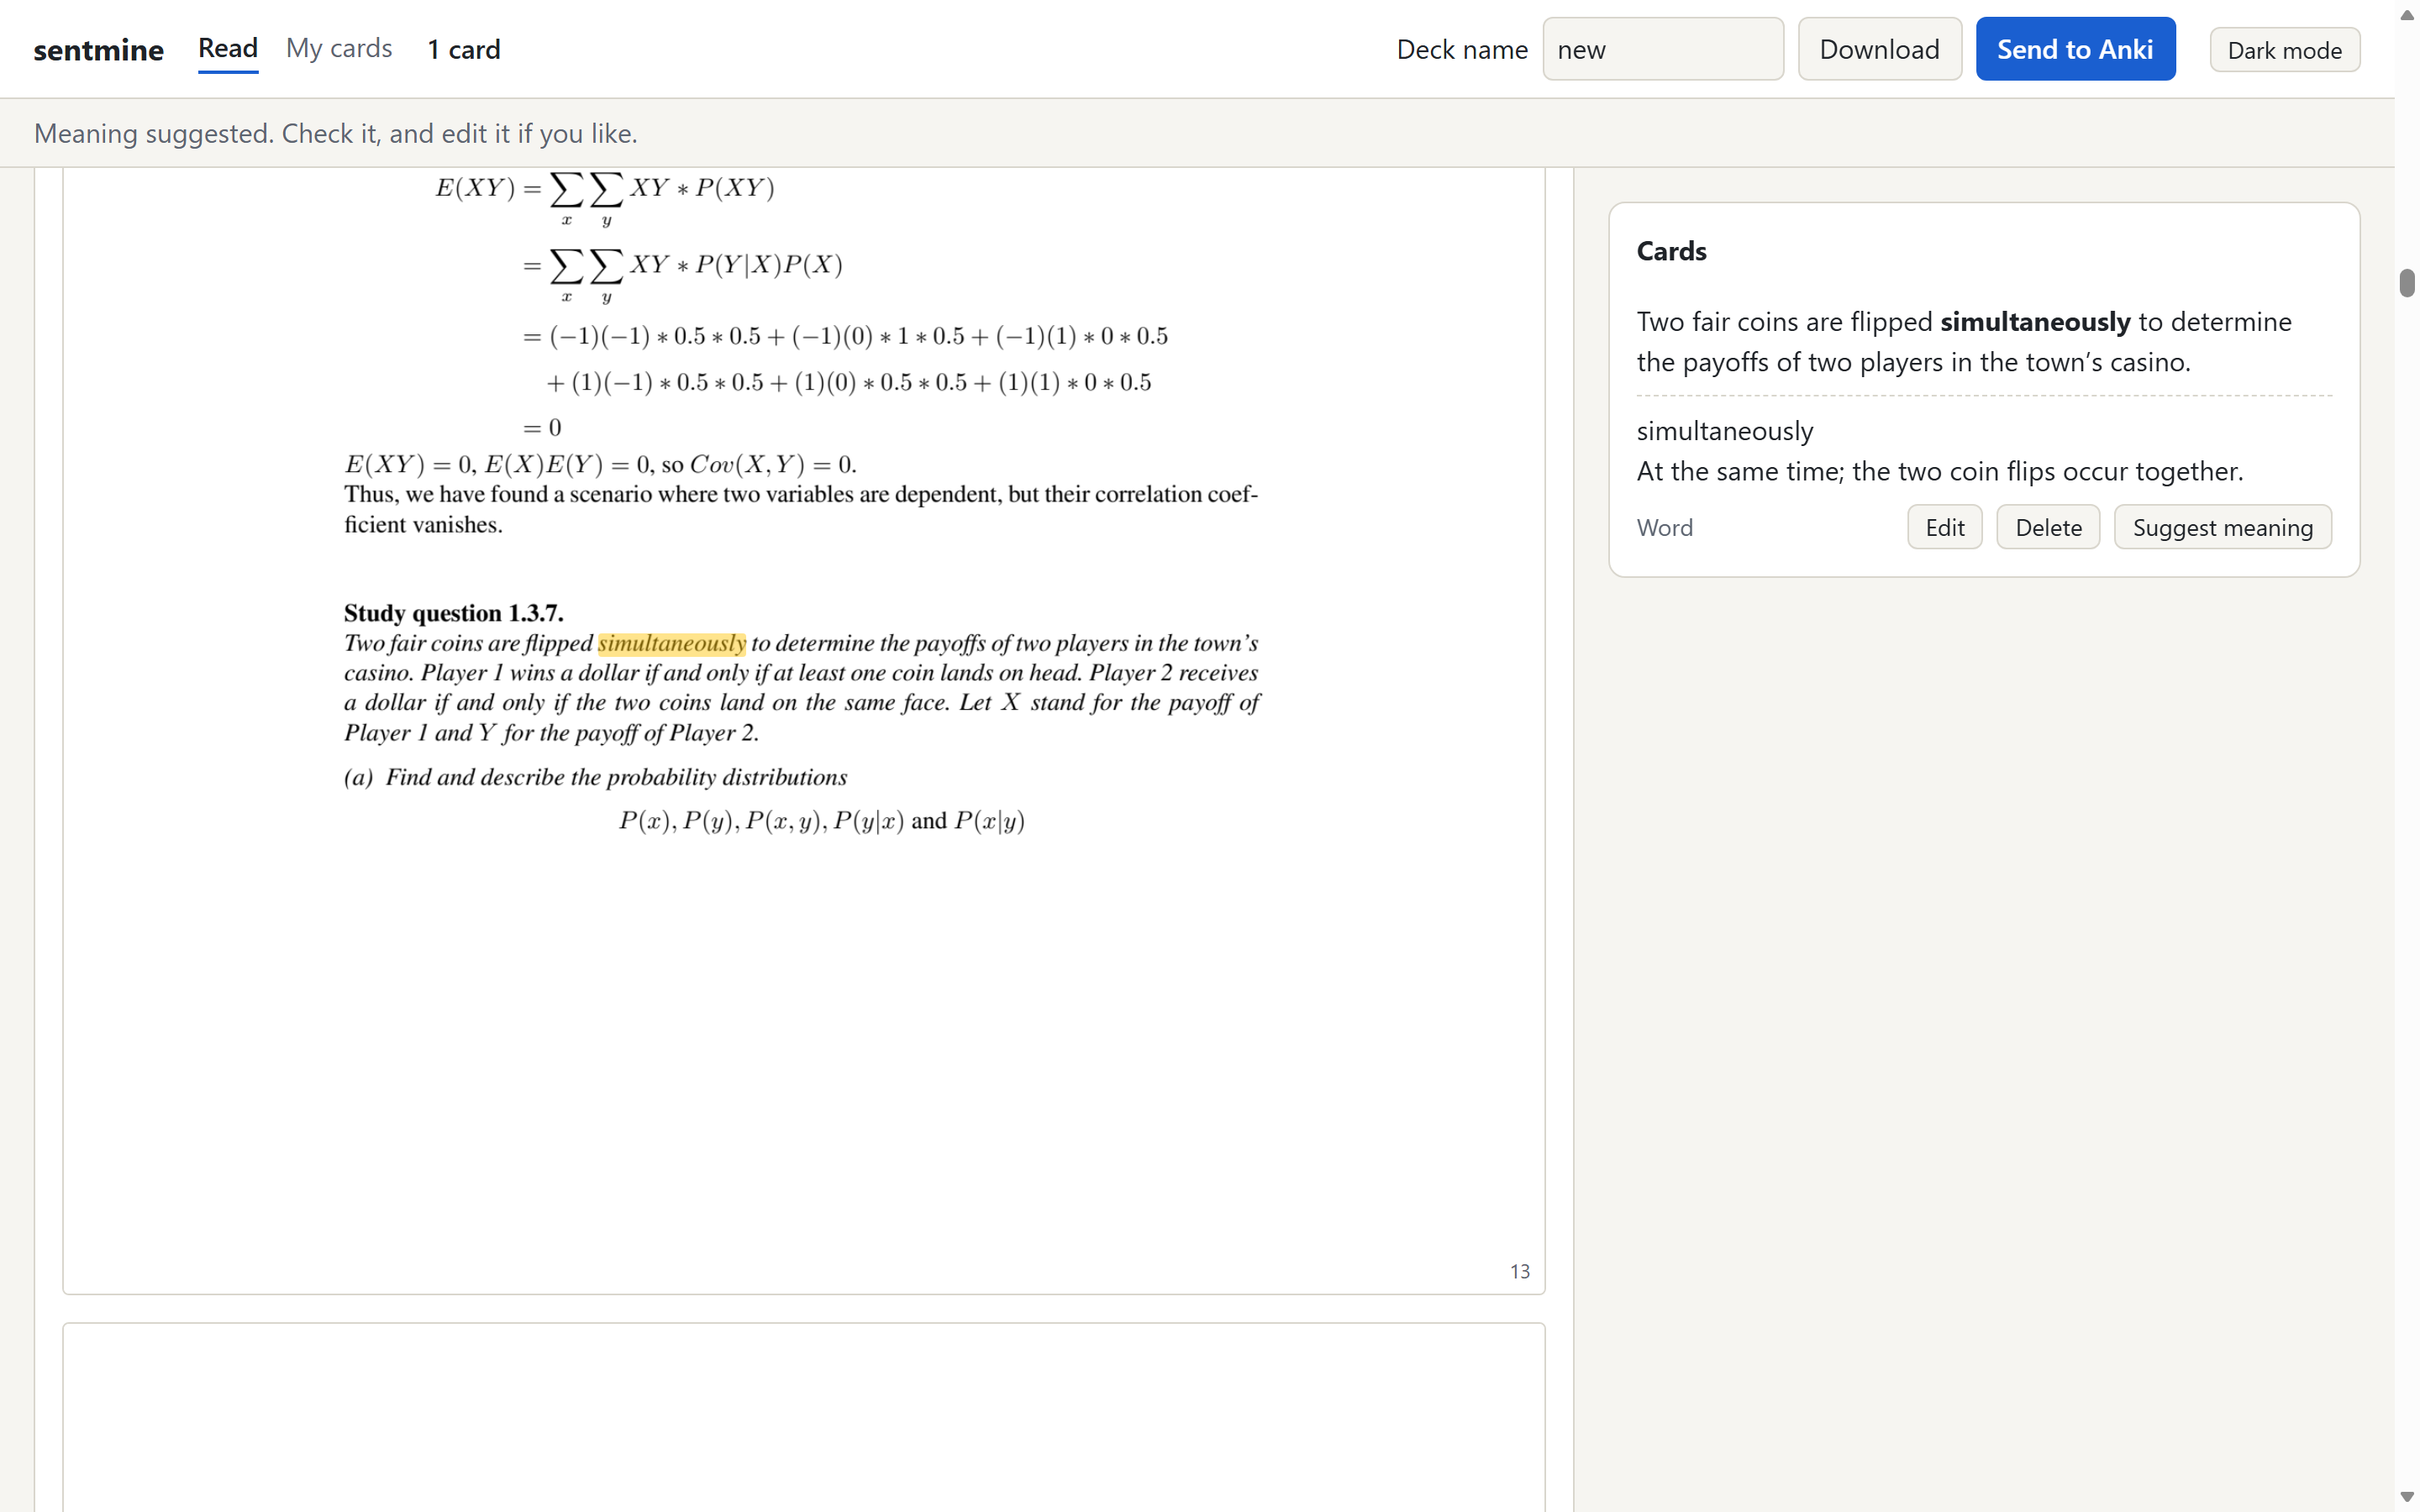 sentmine Read My cards 1 card Deck name new Download Send to Anki Dark mode
Meaning suggested. Check it, and edit it if you like.
E(XY) = ∑x ∑y XY ∗ P(XY)
= ∑x ∑y XY ∗ P(Y|X)P(X)
= (−1)(−1) ∗ 0.5 ∗ 0.5 + (−1)(0) ∗ 1 ∗ 0.5 + (−1)(1) ∗ 0 ∗ 0.5
+ (1)(−1) ∗ 0.5 ∗ 0.5 + (1)(0) ∗ 0.5 ∗ 0.5 + (1)(1) ∗ 0 ∗ 0.5
= 0
E(XY) = 0, E(X)E(Y) = 0, so Cov(X, Y) = 0.
Thus, we have found a scenario where two variables are dependent, but their correlation coef-
ficient vanishes.
Study question 1.3.7.
Two fair coins are flipped simultaneously to determine the payoffs of two players in the town’s
casino. Player 1 wins a dollar if and only if at least one coin lands on head. Player 2 receives
a dollar if and only if the two coins land on the same face. Let X stand for the payoff of
Player 1 and Y for the payoff of Player 2.
(a) Find and describe the probability distributions
P(x), P(y), P(x, y), P(y|x) and P(x|y)
13
Cards
Two fair coins are flipped simultaneously to determine
the payoffs of two players in the town’s casino.
simultaneously
At the same time; the two coin flips occur together.
Word Edit Delete Suggest meaning